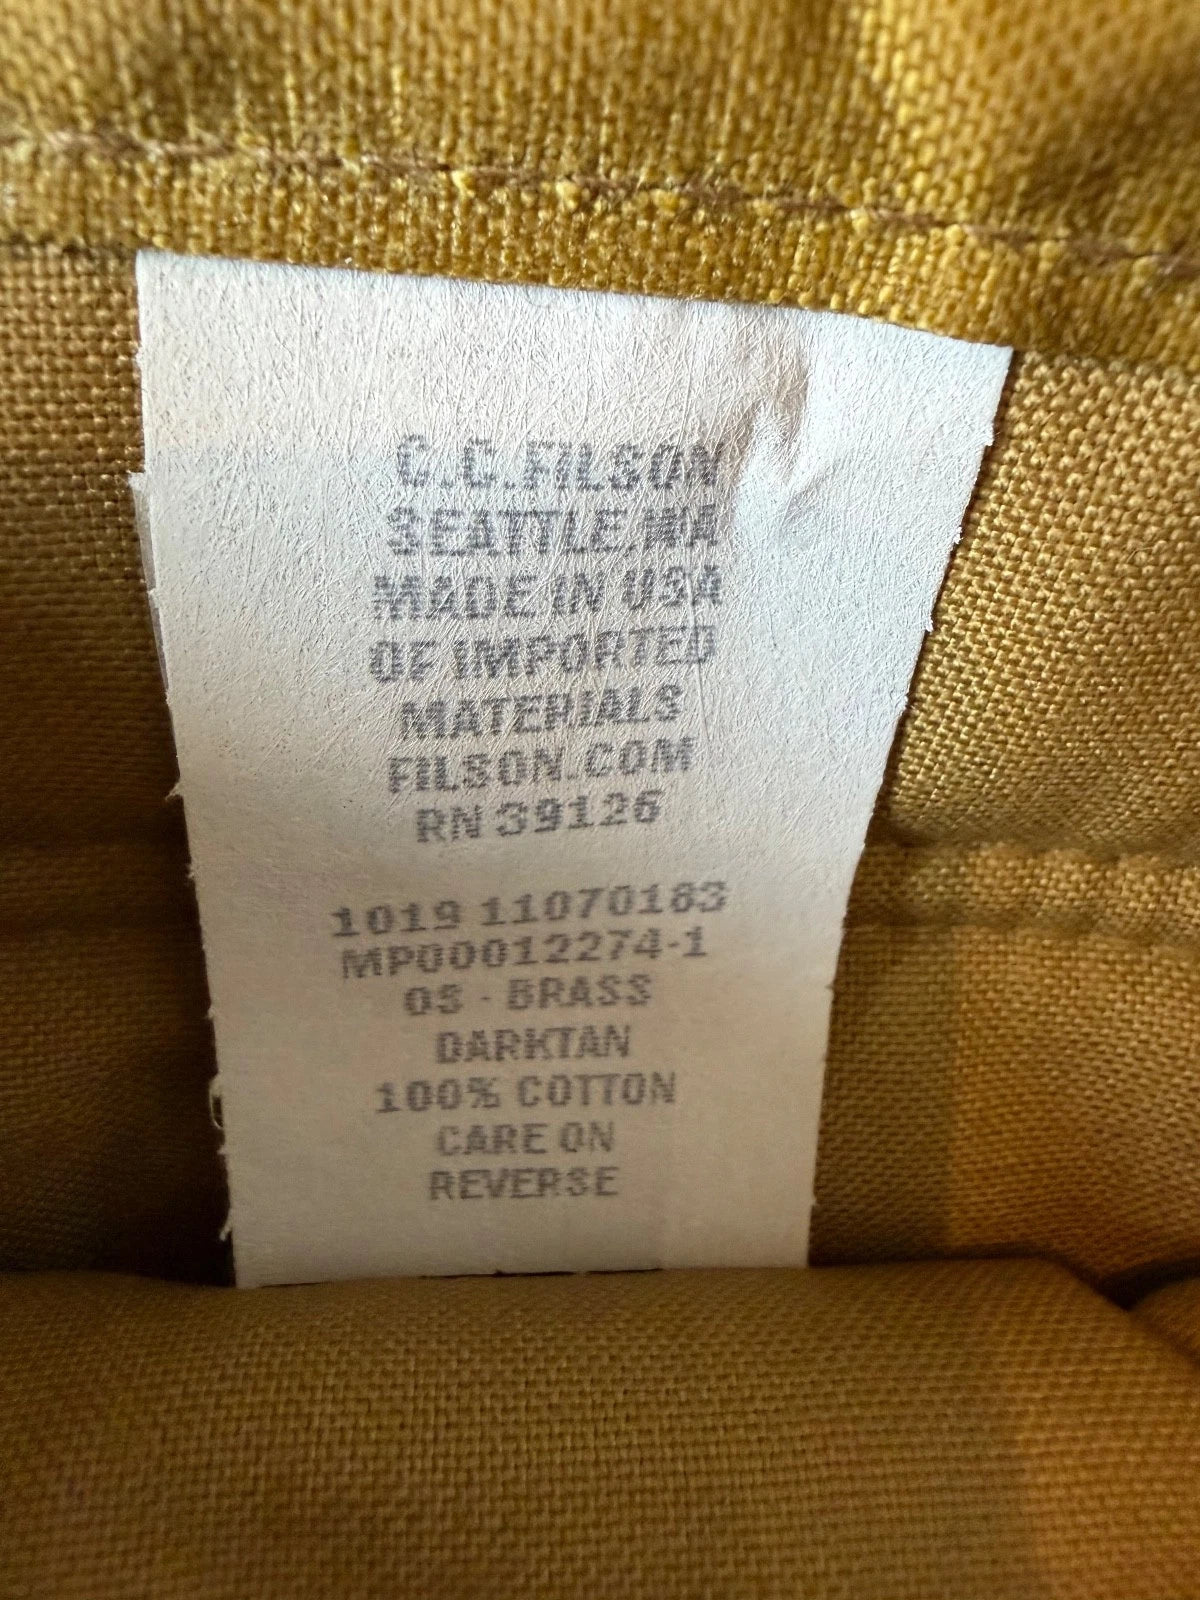 C.C. FILSON
SEATTLE, WA
MADE IN USA
OF IMPORTED
MATERIALS
FILSON.COM
RN 39126
1019 11070183
MP00012274-1
OS - BRASS
DARKTAN
100% COTTON
CARE ON
REVERSE